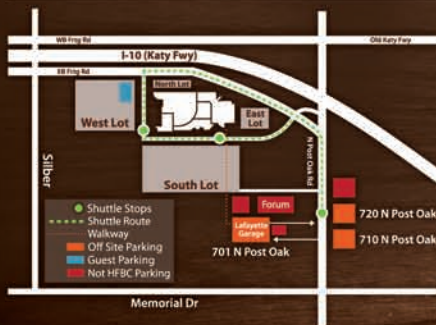 WB Frng Rd
Old Katy Fwy
I-10 (Katy Fwy)
EB Frng Rd
North Lot
West Lot
East Lot
N Post Oak Rd
Silber
South Lot
Shuttle Stops
Shuttle Route
Walkway
Off Site Parking
Guest Parking
Not HFBC Parking
Forum
Lafayette
Garage
701 N Post Oak
720 N Post Oak
710 N Post Oak
Memorial Dr